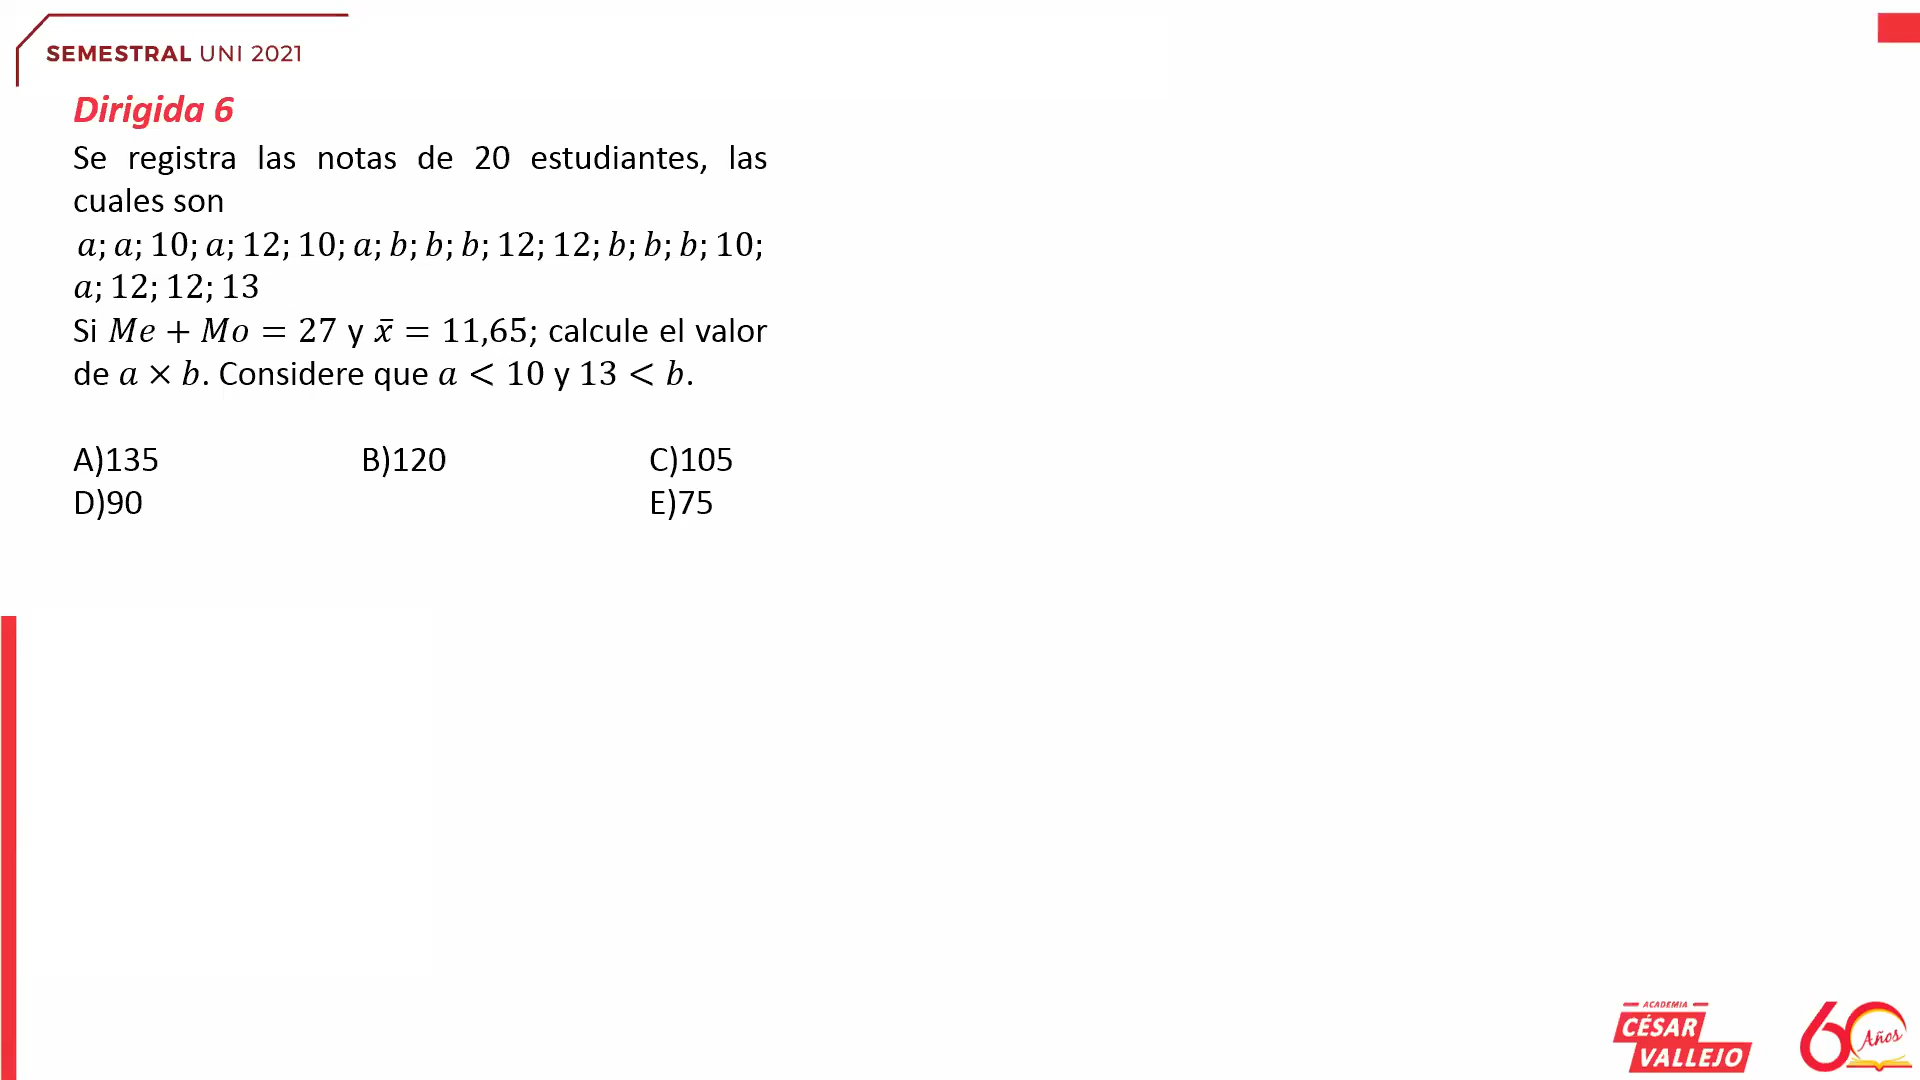 SEMESTRAL UNI 2021
Dirigida 6
Se registra las notas de 20 estudiantes, las
cuales son
a; a; 10; a; 12; 10; a; b; b; b; 12; 12; b; b; b; 10;
a; 12; 12; 13
Si Me + Mo = 27 y x̄ = 11,65; calcule el valor
de a × b. Considere que a < 10 y 13 < b.
A)135 B)120 C)105
D)90 E)75
ACADEMIA
CÉSAR
VALLEJO
60 Años